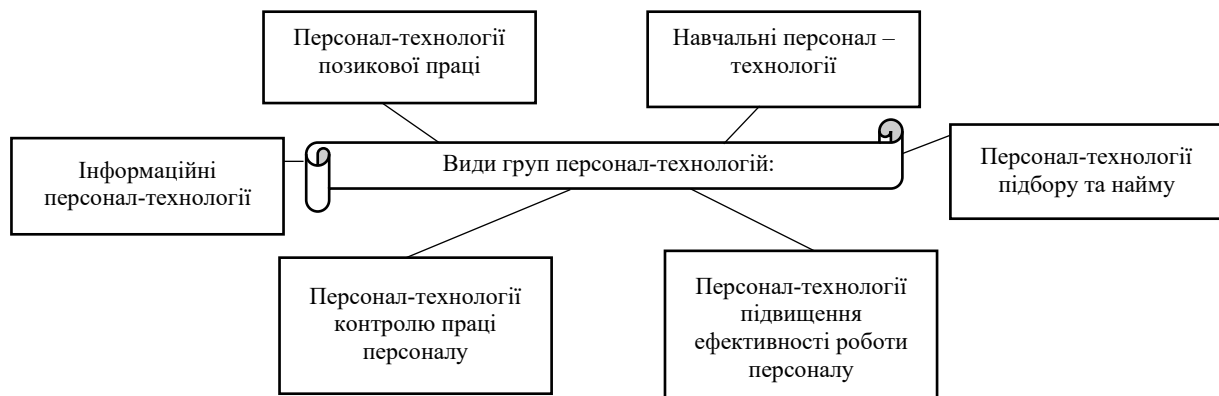 Персонал-технології
позикової праці
Навчальні персонал –
технології
Інформаційні
персонал-технології
Види груп персонал-технологій:
Персонал-технології
підбору та найму
Персонал-технології
контролю праці
персоналу
Персонал-технології
підвищення
ефективності роботи
персоналу